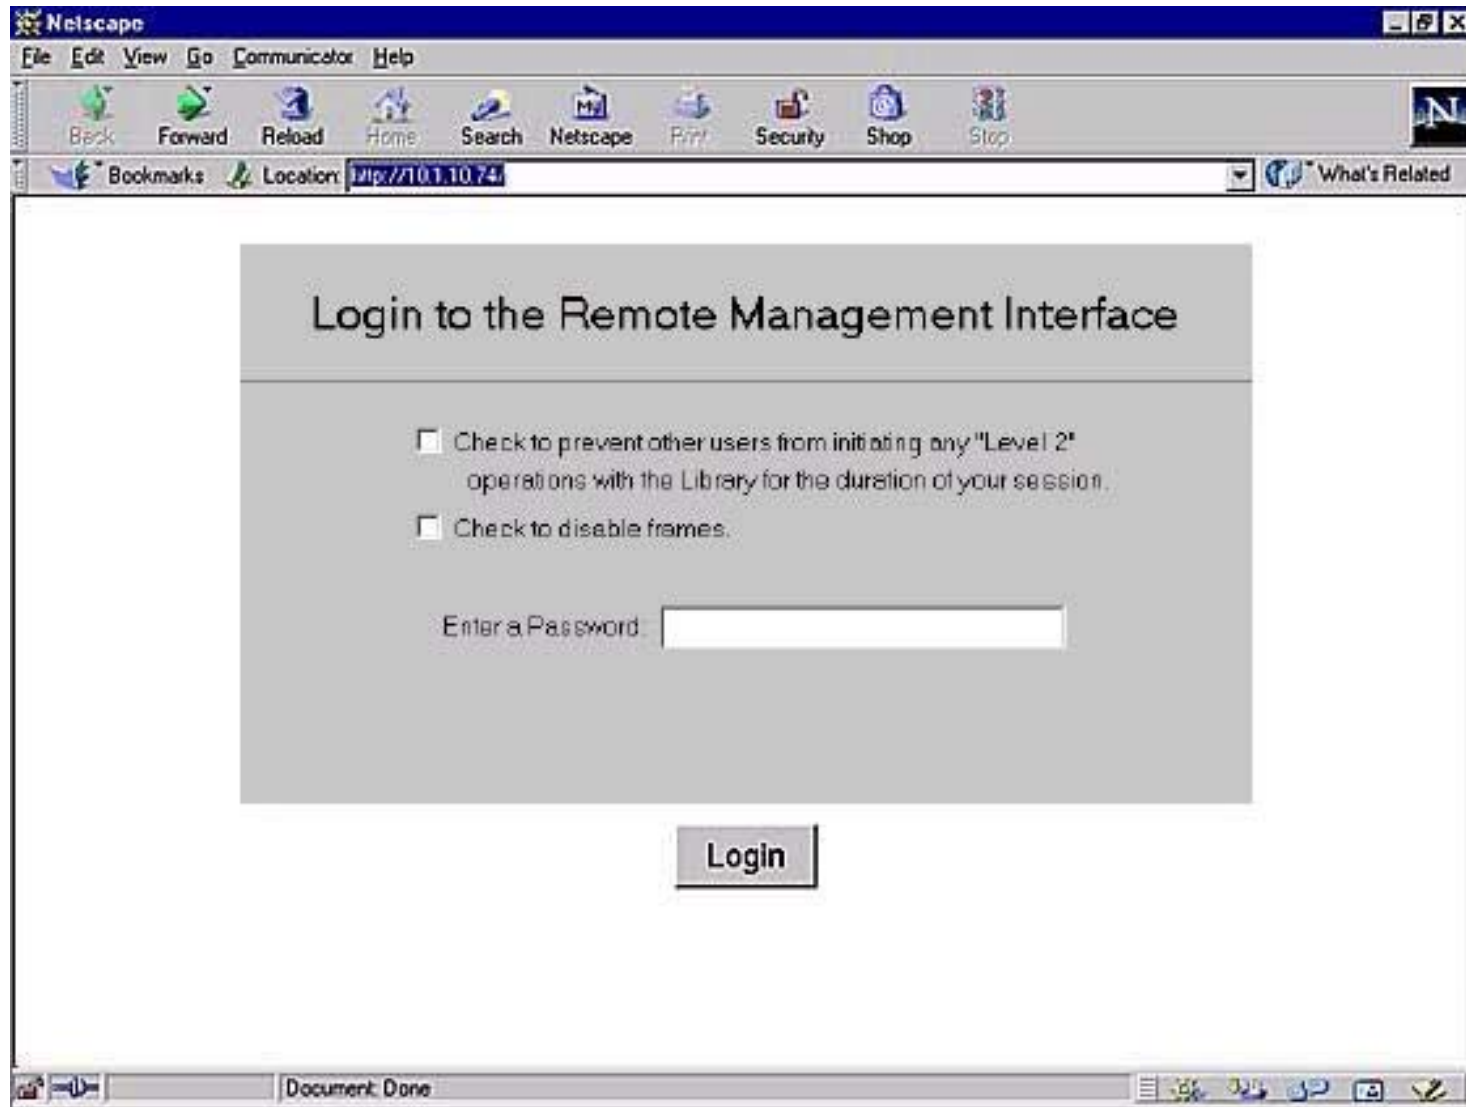 Netscape
File Edit View Go Communicator Help
Back Forward Reload Home Search Netscape Print Security Shop Stop
N
Bookmarks Location: http://10.1.10.74/ What's Related
Login to the Remote Management Interface
Check to prevent other users from initiating any "Level 2"
operations with the Library for the duration of your session.
Check to disable frames.
Enter a Password:
Login
Document: Done